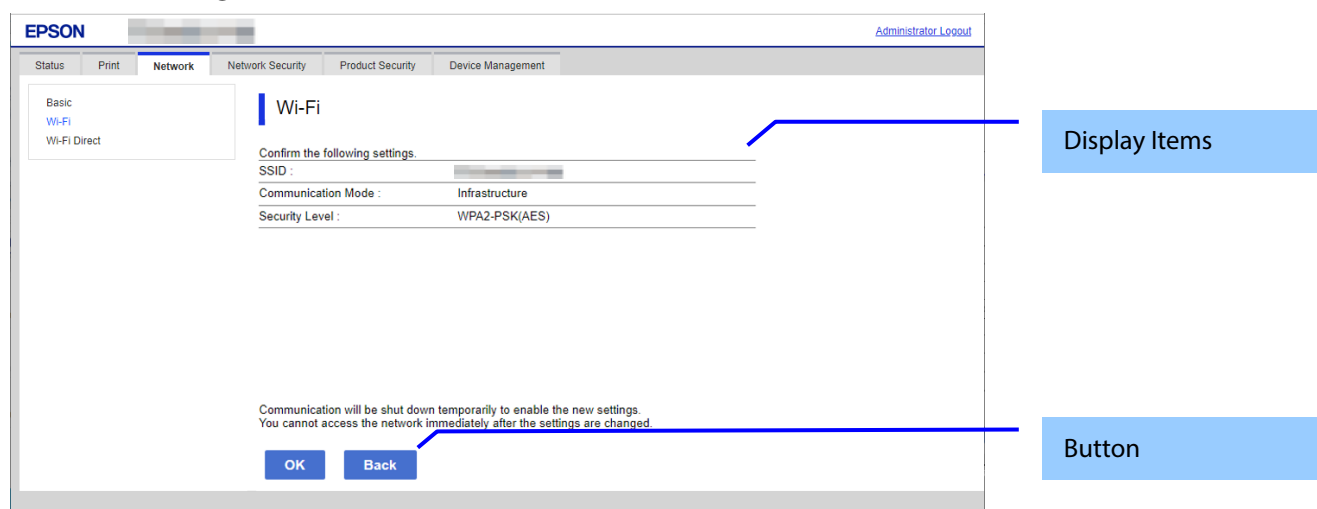 EPSON
Administrator Logout
Status Print Network Network Security Product Security Device Management
Basic
Wi-Fi
Wi-Fi Direct
Wi-Fi
Confirm the following settings.
SSID :
Communication Mode : Infrastructure
Security Level : WPA2-PSK(AES)
Communication will be shut down temporarily to enable the new settings.
You cannot access the network immediately after the settings are changed.
OK Back
Display Items
Button